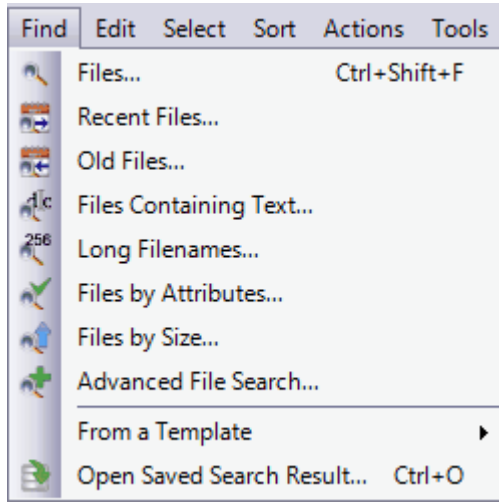 Find Edit Select Sort Actions Tools
Files... Ctrl+Shift+F
Recent Files...
Old Files...
Files Containing Text...
256
Long Filenames...
Files by Attributes...
Files by Size...
Advanced File Search...
From a Template
Open Saved Search Result... Ctrl+O